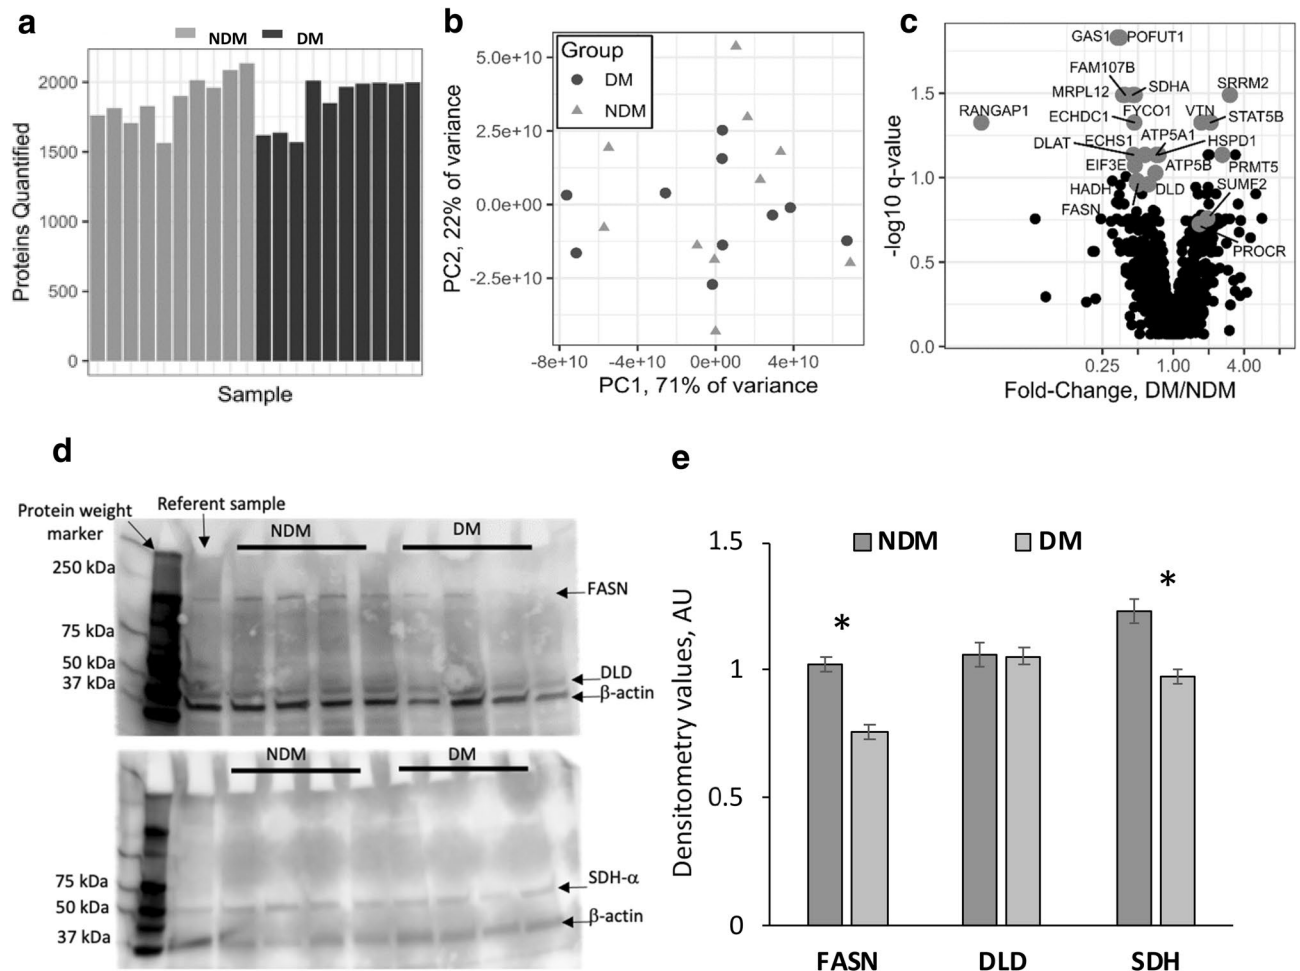 a
NDM DM
Proteins Quantified
2000
1500
1000
500
0
Sample
b
PC2, 22% of variance
5.0e+10
2.5e+10
0.0e+00
-2.5e+10
Group
DM
NDM
-8e+10 -4e+10 0e+00 4e+10
PC1, 71% of variance
c
-log10 q-value
1.5
1.0
0.5
0.0
GAS1 POFUT1
FAM107B
MRPL12 SDHA SRRM2
RANGAP1 ECHDC1 FYCO1 VTN STAT5B
DLAT ECHS1 ATP5A1 HSPD1
EIF3E ATP5B PRMT5
HADH DLD SUMF2
FASN
PROCR
0.25 1.00 4.00
Fold-Change, DM/NDM
d
Protein weight
marker
Referent sample
NDM DM
250 kDa
FASN
75 kDa
50 kDa
37 kDa
DLD
β-actin
NDM DM
75 kDa
50 kDa
37 kDa
SDH-α
β-actin
e
Densitometry values, AU
NDM DM
1.5
1
0.5
0
*
*
FASN DLD SDH